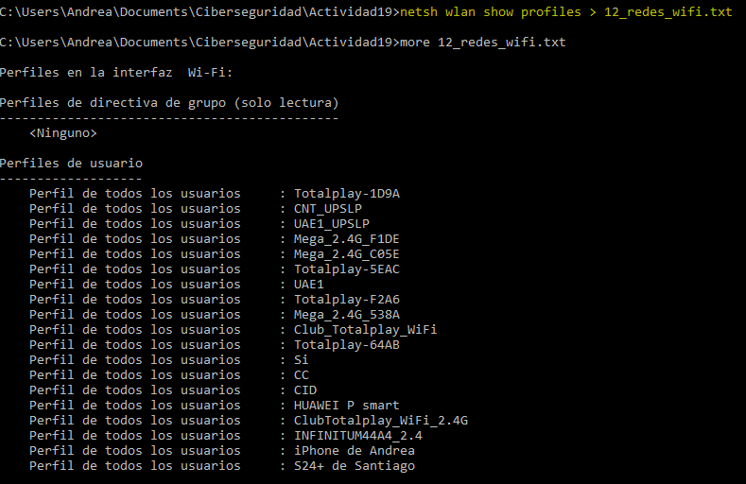 C:\Users\Andrea\Documents\Ciberseguridad\Actividad19>netsh wlan show profiles > 12_redes_wifi.txt
C:\Users\Andrea\Documents\Ciberseguridad\Actividad19>more 12_redes_wifi.txt
Perfiles en la interfaz  Wi-Fi:
Perfiles de directiva de grupo (solo lectura)
---------------------------------------------
    <Ninguno>
Perfiles de usuario
-------------------
    Perfil de todos los usuarios     : Totalplay-1D9A
    Perfil de todos los usuarios     : CNT_UPSLP
    Perfil de todos los usuarios     : UAE1_UPSLP
    Perfil de todos los usuarios     : Mega_2.4G_F1DE
    Perfil de todos los usuarios     : Mega_2.4G_C05E
    Perfil de todos los usuarios     : Totalplay-5EAC
    Perfil de todos los usuarios     : UAE1
    Perfil de todos los usuarios     : Totalplay-F2A6
    Perfil de todos los usuarios     : Mega_2.4G_538A
    Perfil de todos los usuarios     : Club_Totalplay_WiFi
    Perfil de todos los usuarios     : Totalplay-64AB
    Perfil de todos los usuarios     : Si
    Perfil de todos los usuarios     : CC
    Perfil de todos los usuarios     : CID
    Perfil de todos los usuarios     : HUAWEI P smart
    Perfil de todos los usuarios     : ClubTotalplay_WiFi_2.4G
    Perfil de todos los usuarios     : INFINITUM44A4_2.4
    Perfil de todos los usuarios     : iPhone de Andrea
    Perfil de todos los usuarios     : S24+ de Santiago